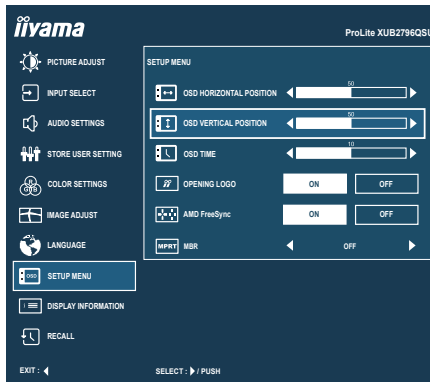 iiyama
ProLite XUB2796QSU
PICTURE ADJUST
INPUT SELECT
AUDIO SETTINGS
STORE USER SETTING
COLOR SETTINGS
IMAGE ADJUST
LANGUAGE
OSD SETUP MENU
DISPLAY INFORMATION
RECALL
SETUP MENU
OSD HORIZONTAL POSITION 50
OSD VERTICAL POSITION 50
OSD TIME 10
OPENING LOGO ON OFF
AMD FreeSync ON OFF
MPRT MBR OFF
EXIT :
SELECT : / PUSH